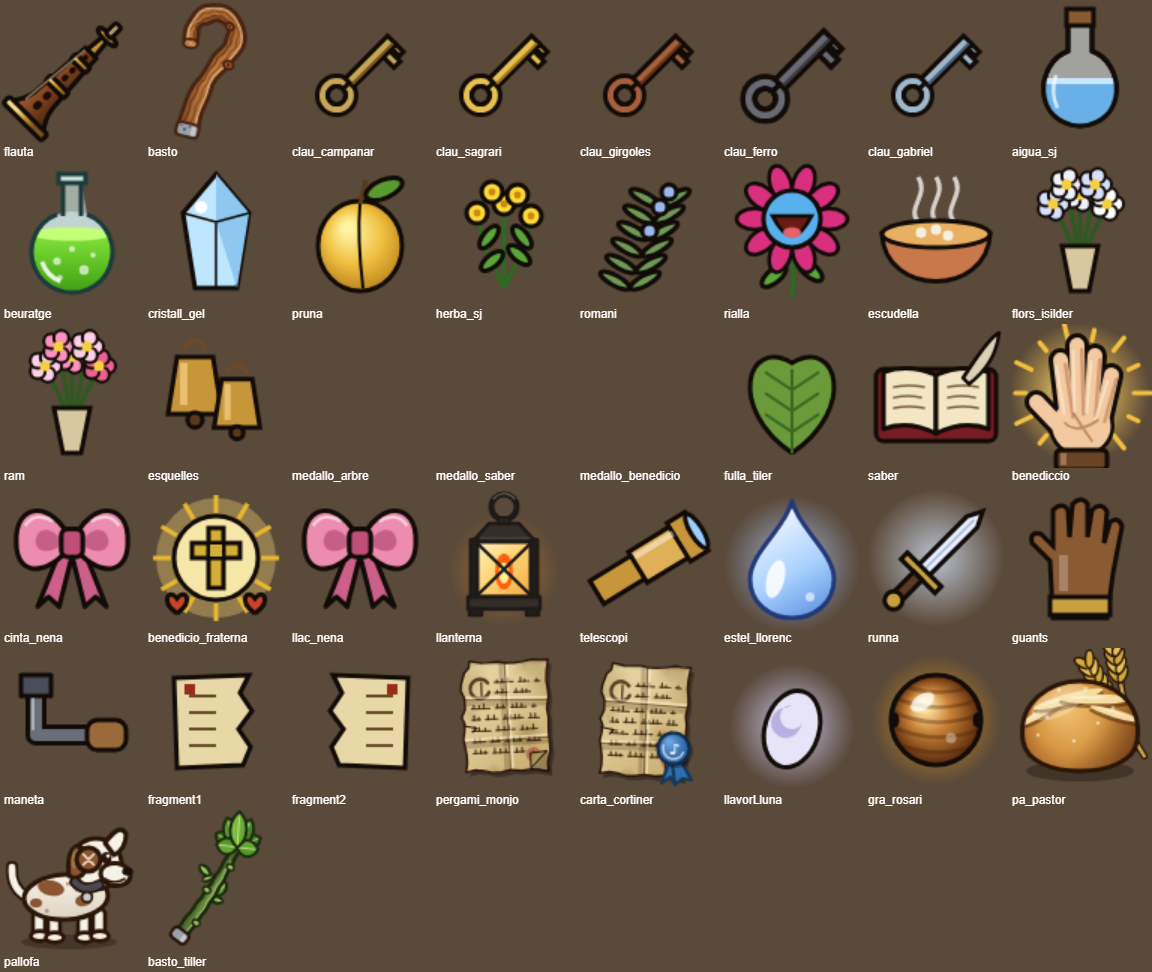 flauta
basto
clau_campanar
clau_sagrari
clau_girgoles
clau_ferro
clau_gabriel
aigua_sj
beuratge
cristall_gel
pruna
herba_sj
romani
rialla
escudella
flors_isilder
ram
esquelles
medallo_arbre
medallo_saber
medallo_benedicio
fulla_tiler
saber
benediccio
cinta_nena
benedicio_fraterna
llac_nena
llanterna
telescopi
estel_llorenc
runna
guants
maneta
fragment1
fragment2
pergami_monjo
carta_cortiner
llavorLluna
gra_rosari
pa_pastor
pallofa
basto_tiller